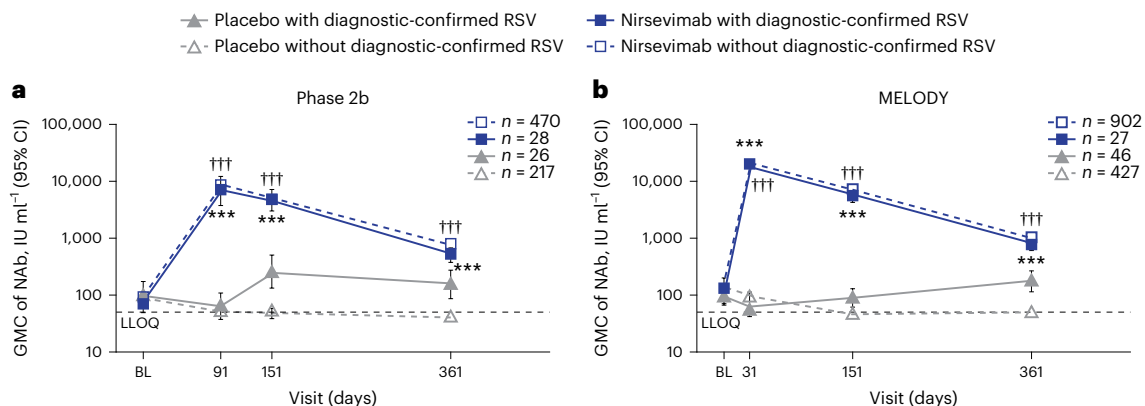 Placebo with diagnostic-confirmed RSV
Nirsevimab with diagnostic-confirmed RSV
Placebo without diagnostic-confirmed RSV
Nirsevimab without diagnostic-confirmed RSV
a
Phase 2b
GMC of NAb, IU ml⁻¹ (95% CI)
100,000
10,000
1,000
100
10
LLOQ
n = 470
n = 28
n = 26
n = 217
†††
***
†††
***
†††
***
BL 91 151 361
Visit (days)
b
MELODY
GMC of NAb, IU ml⁻¹ (95% CI)
100,000
10,000
1,000
100
10
LLOQ
n = 902
n = 27
n = 46
n = 427
***
†††
†††
***
†††
***
BL 31 151 361
Visit (days)